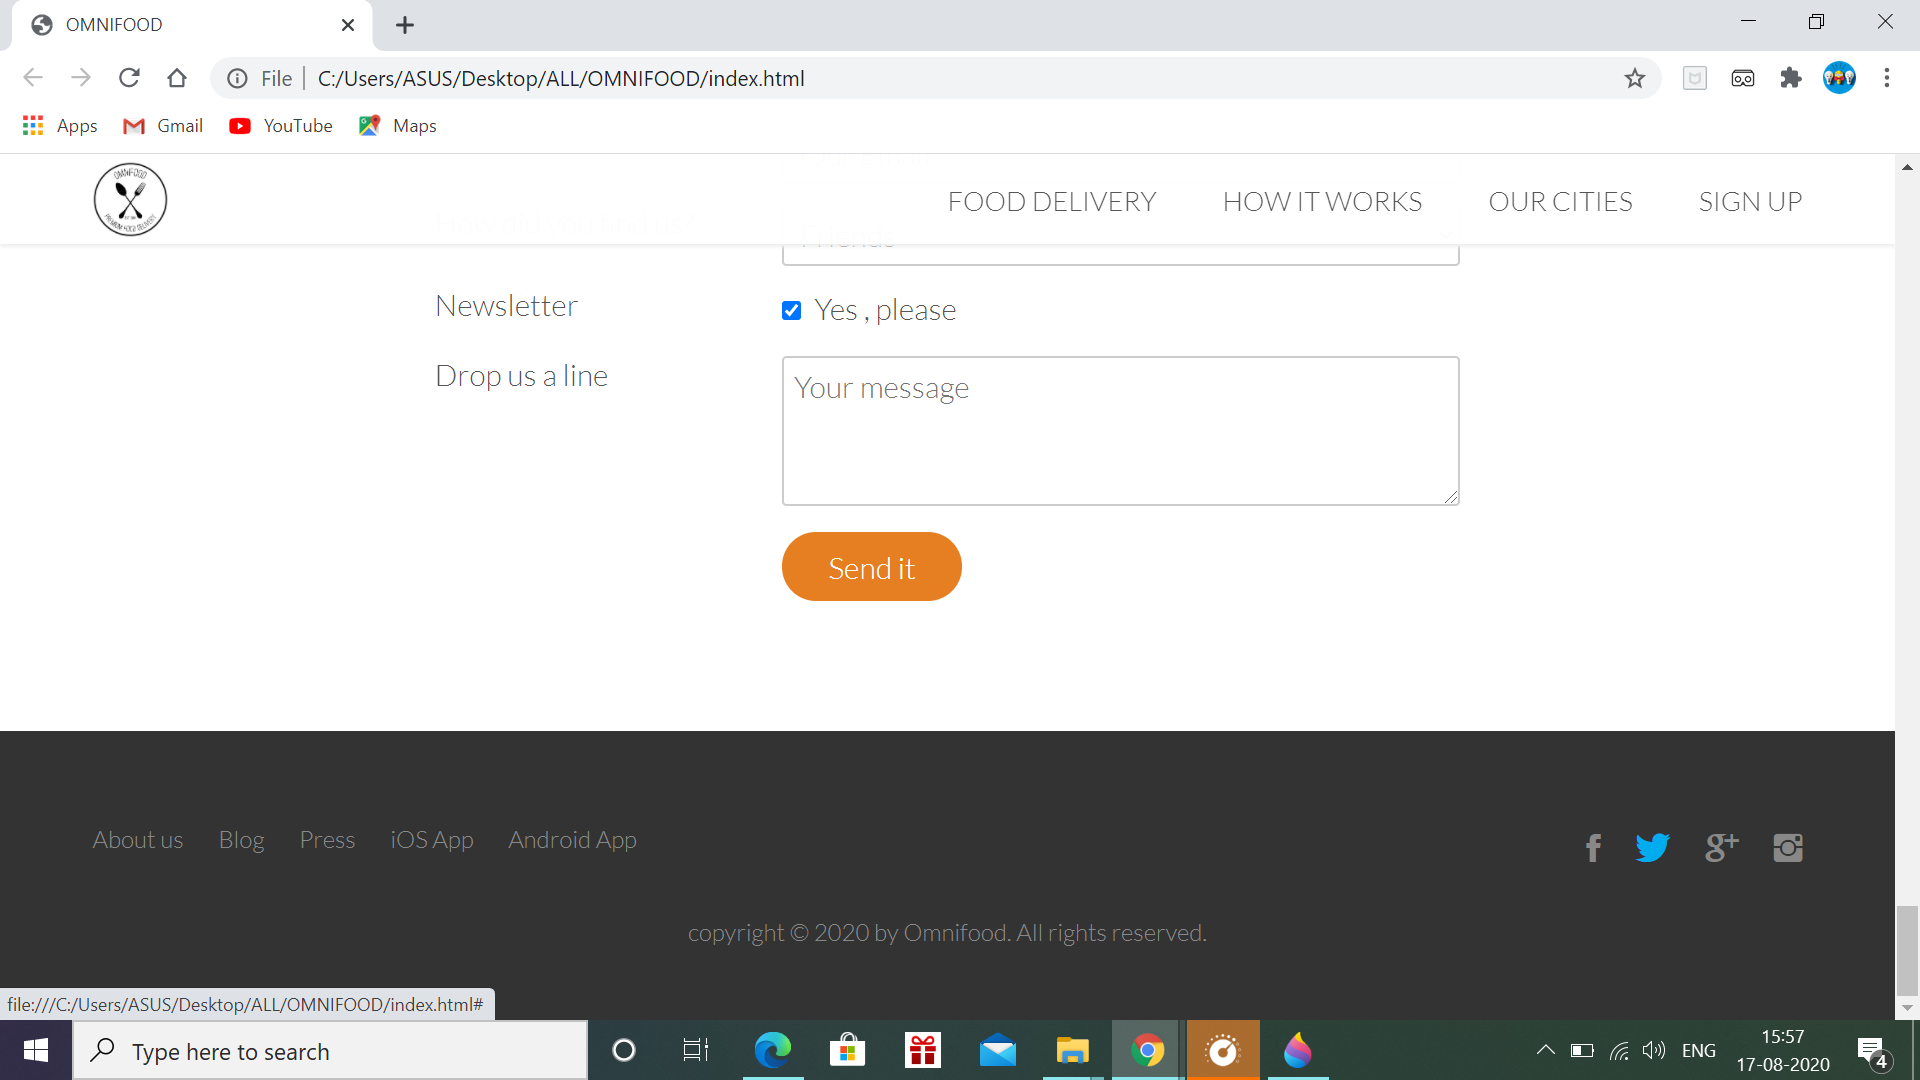 OMNIFOOD
File
C:/Users/ASUS/Desktop/ALL/OMNIFOOD/index.html
Apps Gmail YouTube Maps
OMNIFOOD
FOOD DELIVERY HOW IT WORKS OUR CITIES SIGN UP
Newsletter
Yes , please
Drop us a line
Your message
Send it
About us Blog Press iOS App Android App
copyright © 2020 by Omnifood. All rights reserved.
file:///C:/Users/ASUS/Desktop/ALL/OMNIFOOD/index.html#
Type here to search
ENG
15:57
17-08-2020
4